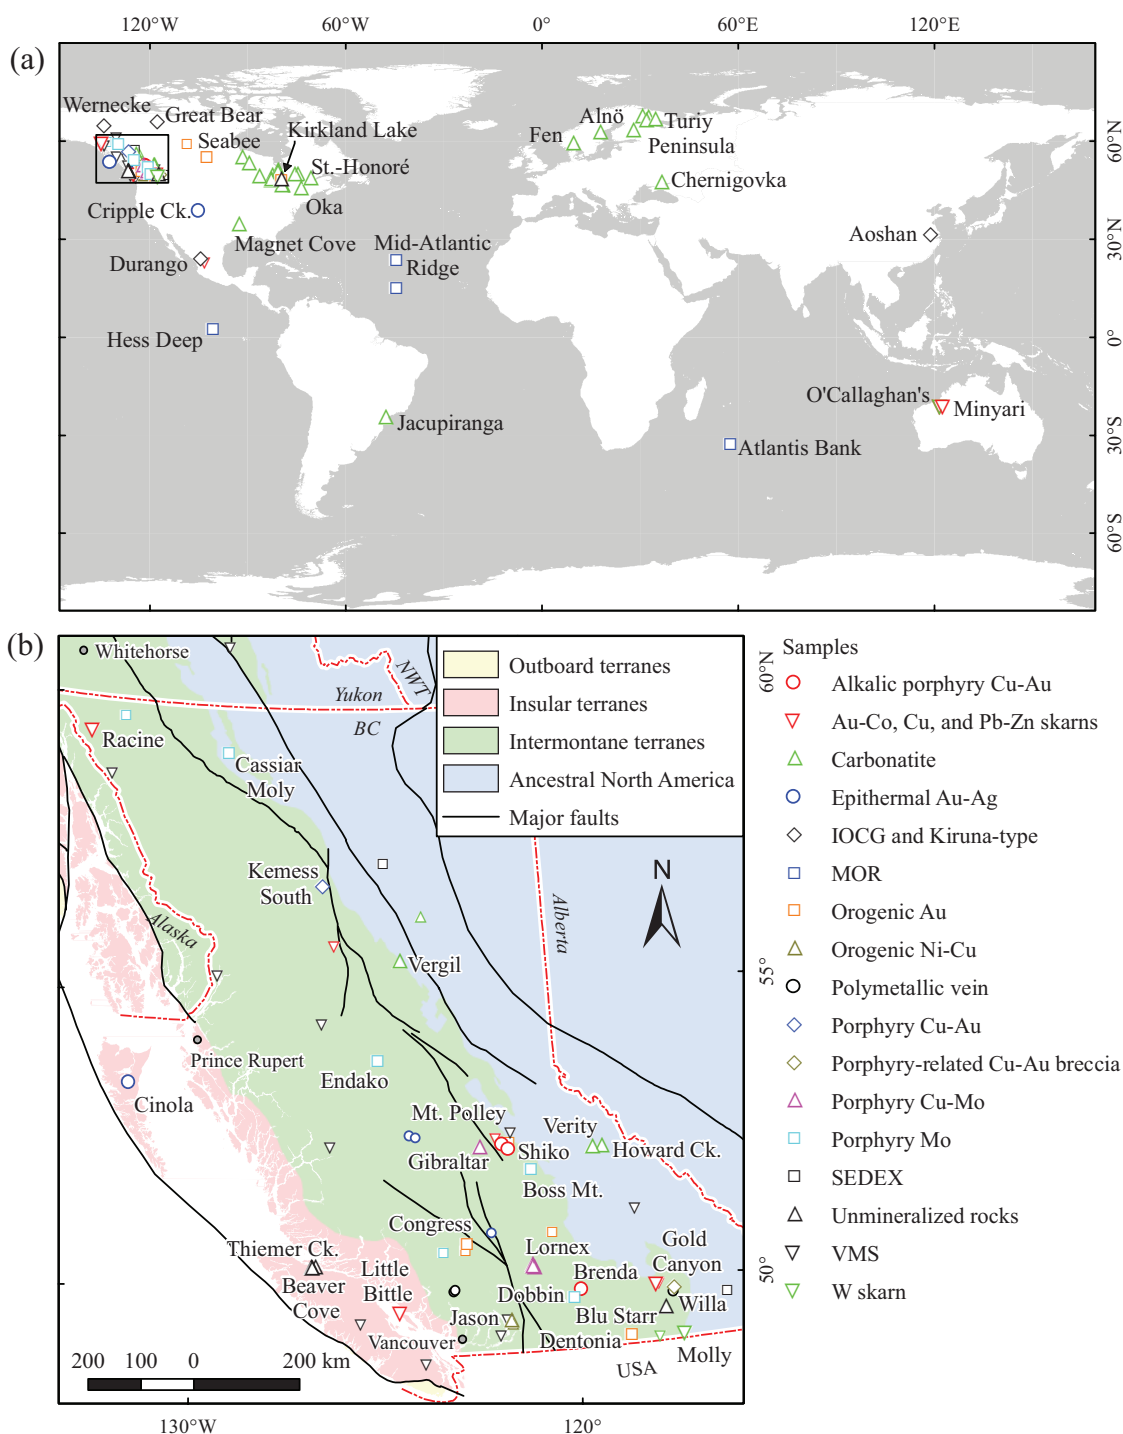 120°W
60°W
0°
60°E
120°E
(a)
Wernecke
Great Bear
Seabee
Kirkland Lake
St.-Honoré
Oka
Cripple Ck.
Magnet Cove
Durango
Mid-Atlantic
Ridge
Hess Deep
Jacupiranga
Fen
Alnö
Turiy
Peninsula
Chernigovka
Aoshan
O'Callaghan's
Minyari
Atlantis Bank
60°N
30°N
0°
30°S
60°S
(b)
Whitehorse
Yukon
NWT
BC
Racine
Cassiar
Moly
Kemess
South
Alaska
Alberta
N
Vergil
Prince Rupert
Cinola
Endako
Mt. Polley
Gibraltar
Shiko
Verity
Howard Ck.
Boss Mt.
Congress
Lornex
Gold
Canyon
Thiemer Ck.
Beaver
Cove
Little
Bittle
Brenda
Dobbin
Blu Starr
Willa
Jason
Vancouver
Dentonia
Molly
USA
200 100 0 200 km
130°W
120°
60°N
55°
50°
Outboard terranes
Insular terranes
Intermontane terranes
Ancestral North America
Major faults
Samples
Alkalic porphyry Cu-Au
Au-Co, Cu, and Pb-Zn skarns
Carbonatite
Epithermal Au-Ag
IOCG and Kiruna-type
MOR
Orogenic Au
Orogenic Ni-Cu
Polymetallic vein
Porphyry Cu-Au
Porphyry-related Cu-Au breccia
Porphyry Cu-Mo
Porphyry Mo
SEDEX
Unmineralized rocks
VMS
W skarn